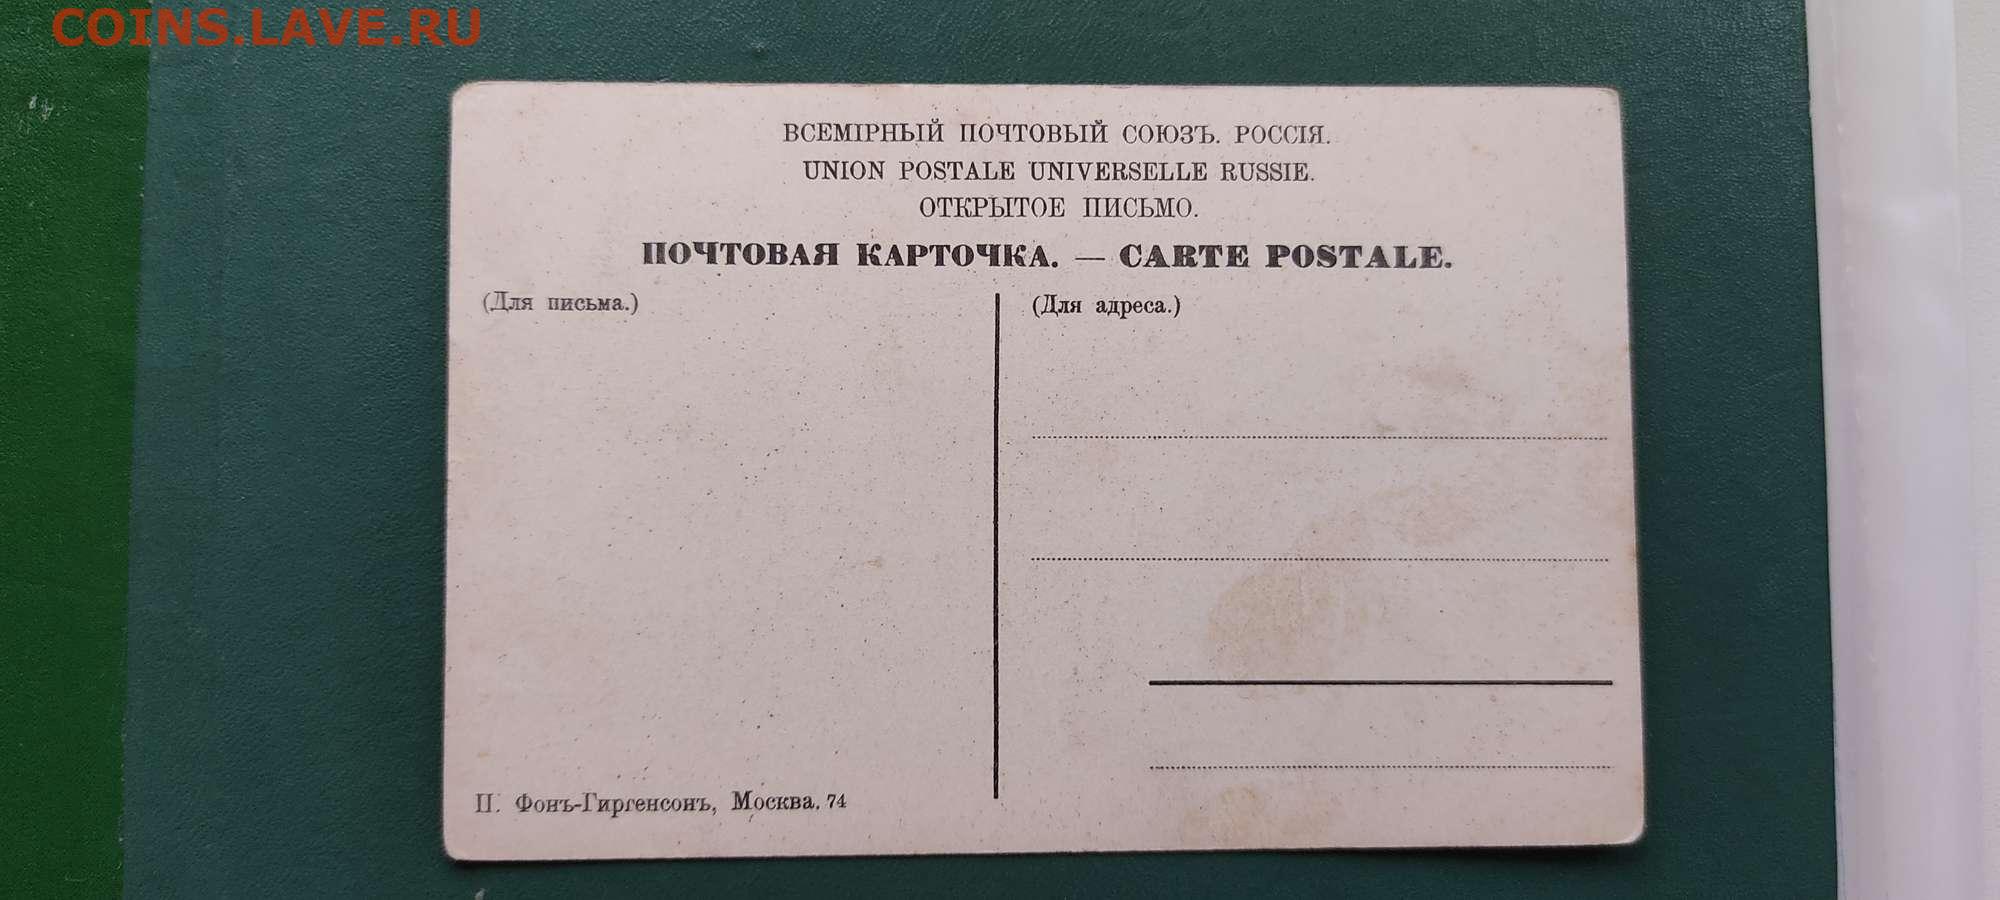 COINS.LAVE.RU
ВСЕМІРНЫЙ ПОЧТОВЫЙ СОЮЗЪ. РОССІЯ.
UNION POSTALE UNIVERSELLE RUSSIE.
ОТКРЫТОЕ ПИСЬМО.
ПОЧТОВАЯ КАРТОЧКА. — CARTE POSTALE.
(Для письма.)
(Для адреса.)
П. Фонъ-Гиргенсонъ, Москва. 74